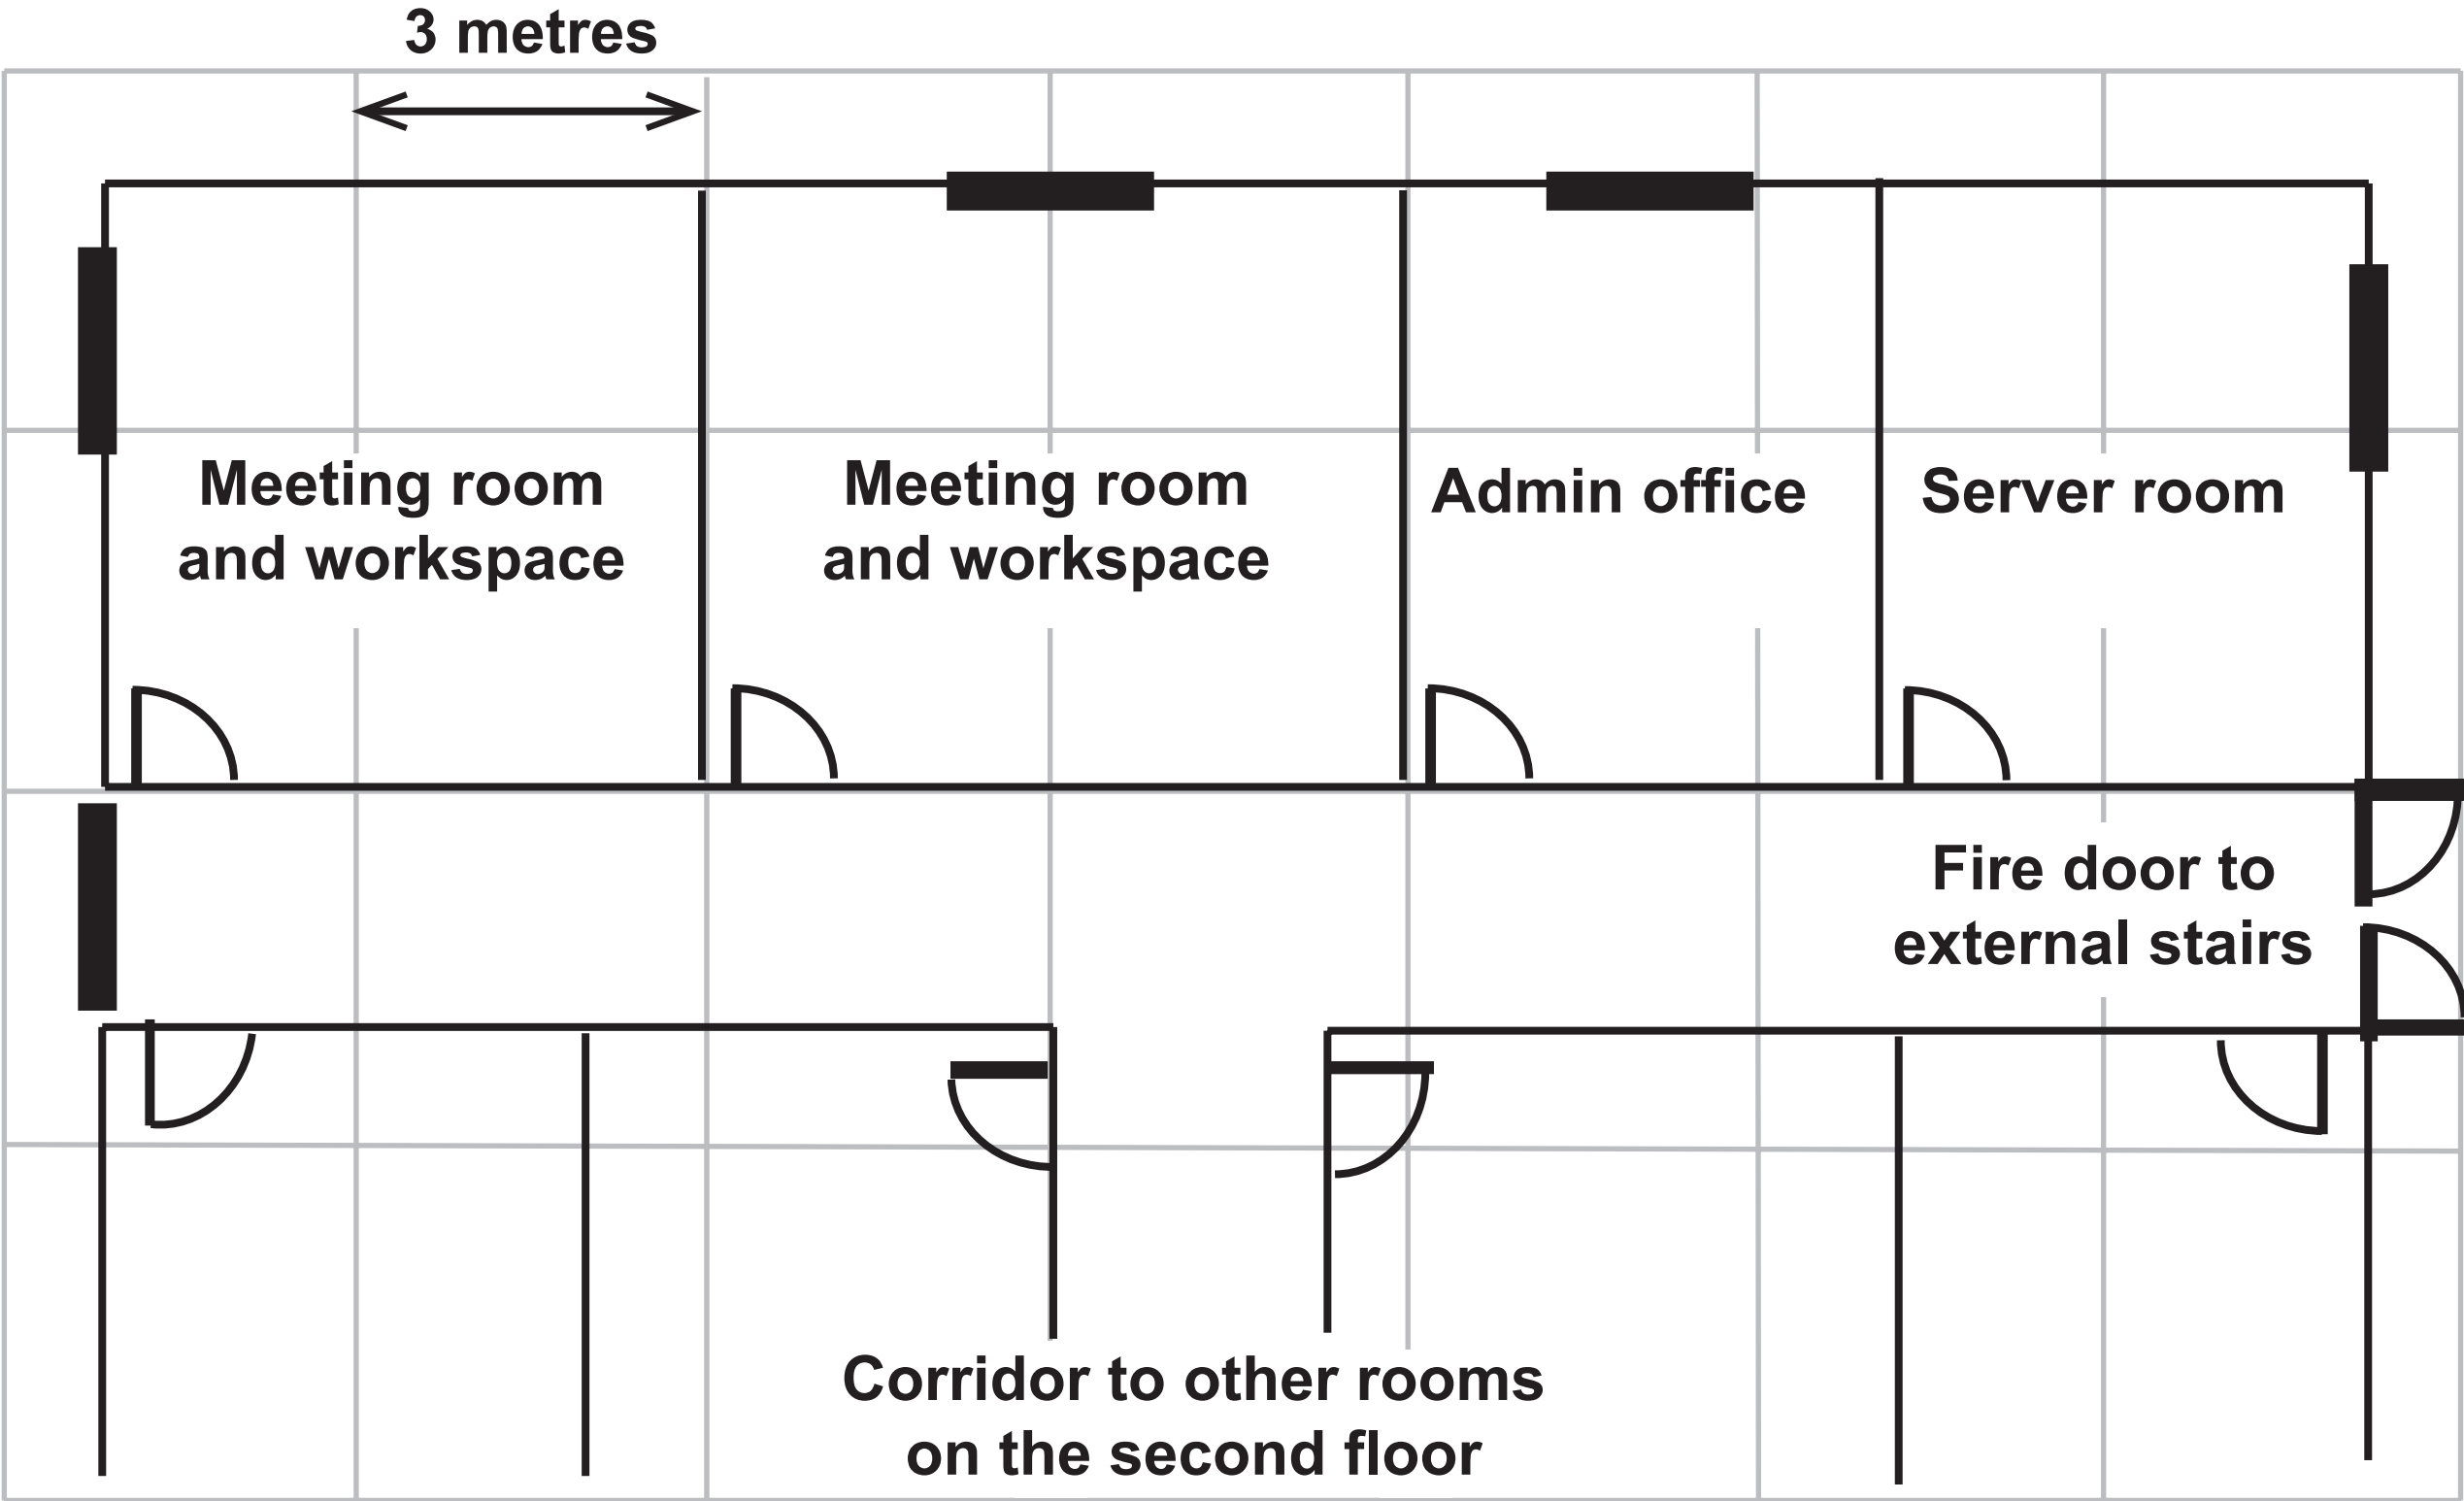 3 metres
Meeting room
and workspace
Meeting room
and workspace
Admin office
Server room
Fire door to
external stairs
Corridor to other rooms
on the second floor